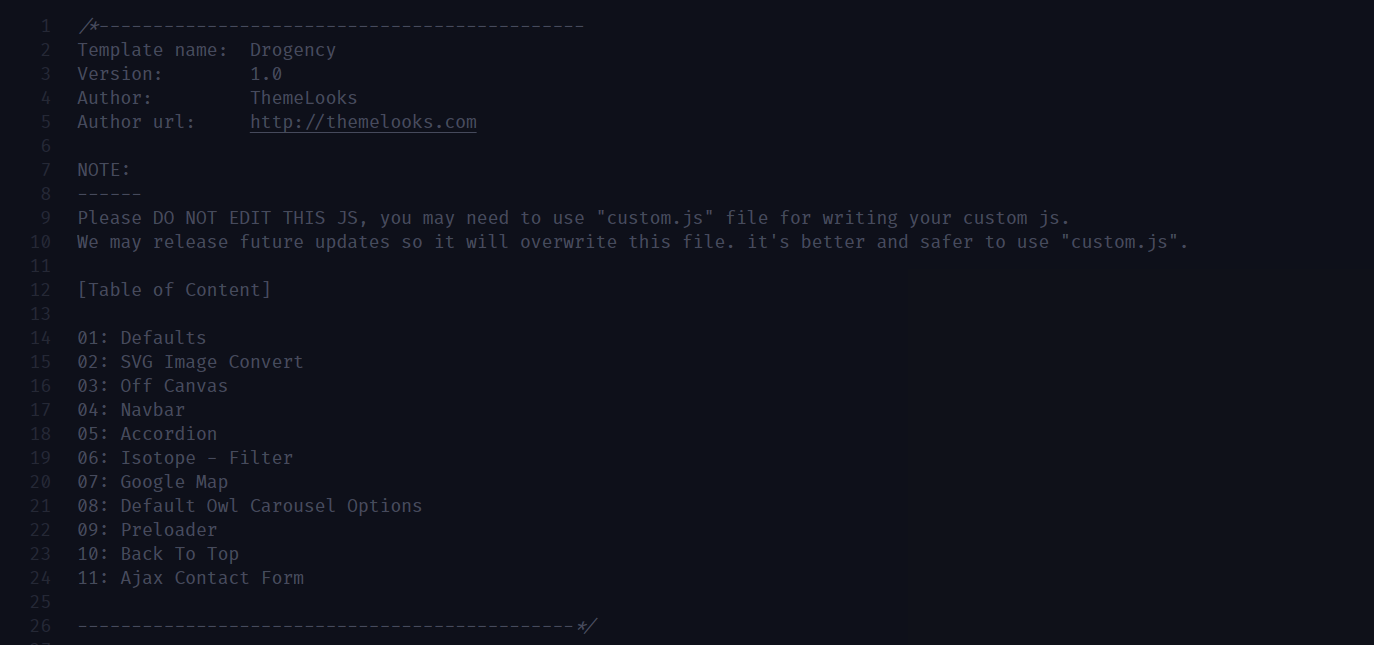 1 /*---------------------------------------------
2 Template name:  Drogency
3 Version:        1.0
4 Author:         ThemeLooks
5 Author url:     http://themelooks.com
6
7 NOTE:
8 ------
9 Please DO NOT EDIT THIS JS, you may need to use "custom.js" file for writing your custom js.
10 We may release future updates so it will overwrite this file. it's better and safer to use "custom.js".
11
12 [Table of Content]
13
14 01: Defaults
15 02: SVG Image Convert
16 03: Off Canvas
17 04: Navbar
18 05: Accordion
19 06: Isotope - Filter
20 07: Google Map
21 08: Default Owl Carousel Options
22 09: Preloader
23 10: Back To Top
24 11: Ajax Contact Form
25
26 ----------------------------------------------*/